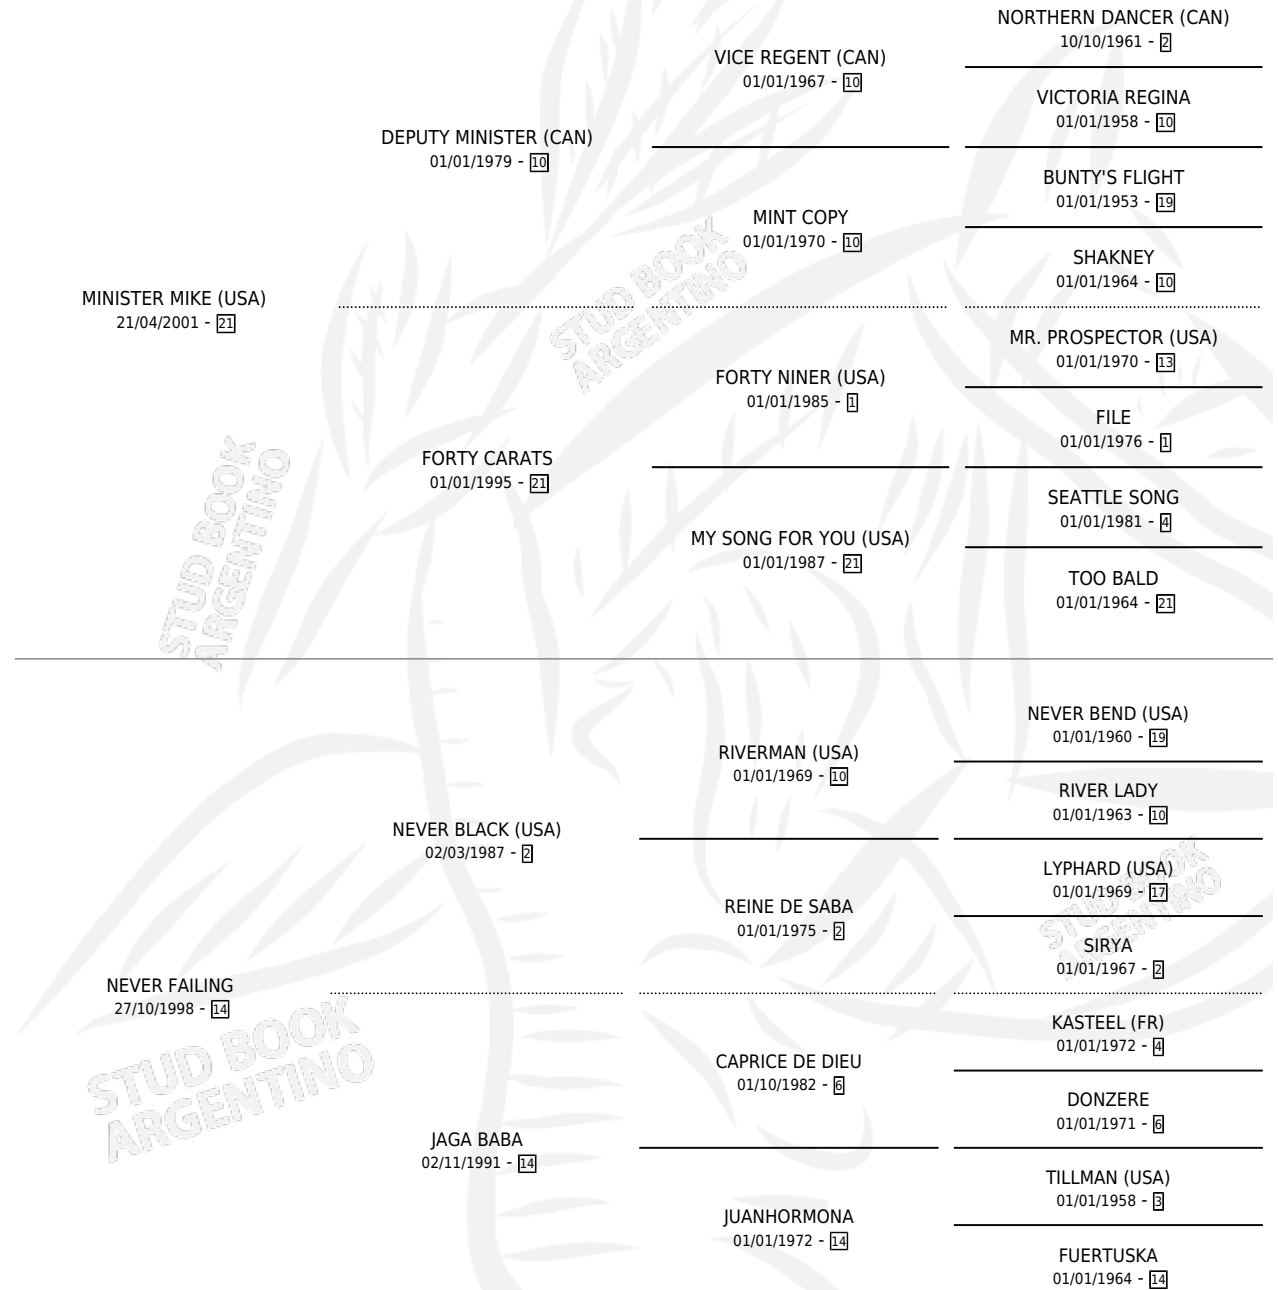 NORTHERN DANCER (CAN)
10/10/1961 - 2
VICE REGENT (CAN)
01/01/1967 - 10
VICTORIA REGINA
01/01/1958 - 10
DEPUTY MINISTER (CAN)
01/01/1979 - 10
BUNTY'S FLIGHT
01/01/1953 - 19
MINT COPY
01/01/1970 - 10
SHAKNEY
01/01/1964 - 10
MINISTER MIKE (USA)
21/04/2001 - 21
MR. PROSPECTOR (USA)
01/01/1970 - 13
FORTY NINER (USA)
01/01/1985 - 1
FILE
01/01/1976 - 1
FORTY CARATS
01/01/1995 - 21
SEATTLE SONG
01/01/1981 - 4
MY SONG FOR YOU (USA)
01/01/1987 - 21
TOO BALD
01/01/1964 - 21
NEVER BEND (USA)
01/01/1960 - 19
RIVERMAN (USA)
01/01/1969 - 10
RIVER LADY
01/01/1963 - 10
NEVER BLACK (USA)
02/03/1987 - 2
LYPHARD (USA)
01/01/1969 - 17
REINE DE SABA
01/01/1975 - 2
SIRYA
01/01/1967 - 2
NEVER FAILING
27/10/1998 - 14
KASTEEL (FR)
01/01/1972 - 4
CAPRICE DE DIEU
01/10/1982 - 6
DONZERE
01/01/1971 - 6
JAGA BABA
02/11/1991 - 14
TILLMAN (USA)
01/01/1958 - 3
JUANHORMONA
01/01/1972 - 14
FUERTUSKA
01/01/1964 - 14
STUD BOOK
ARGENTINO
STUD BOOK
ARGENTINO
STUD BOOK
ARGENTINO
STUD BOOK
ARGENTINO